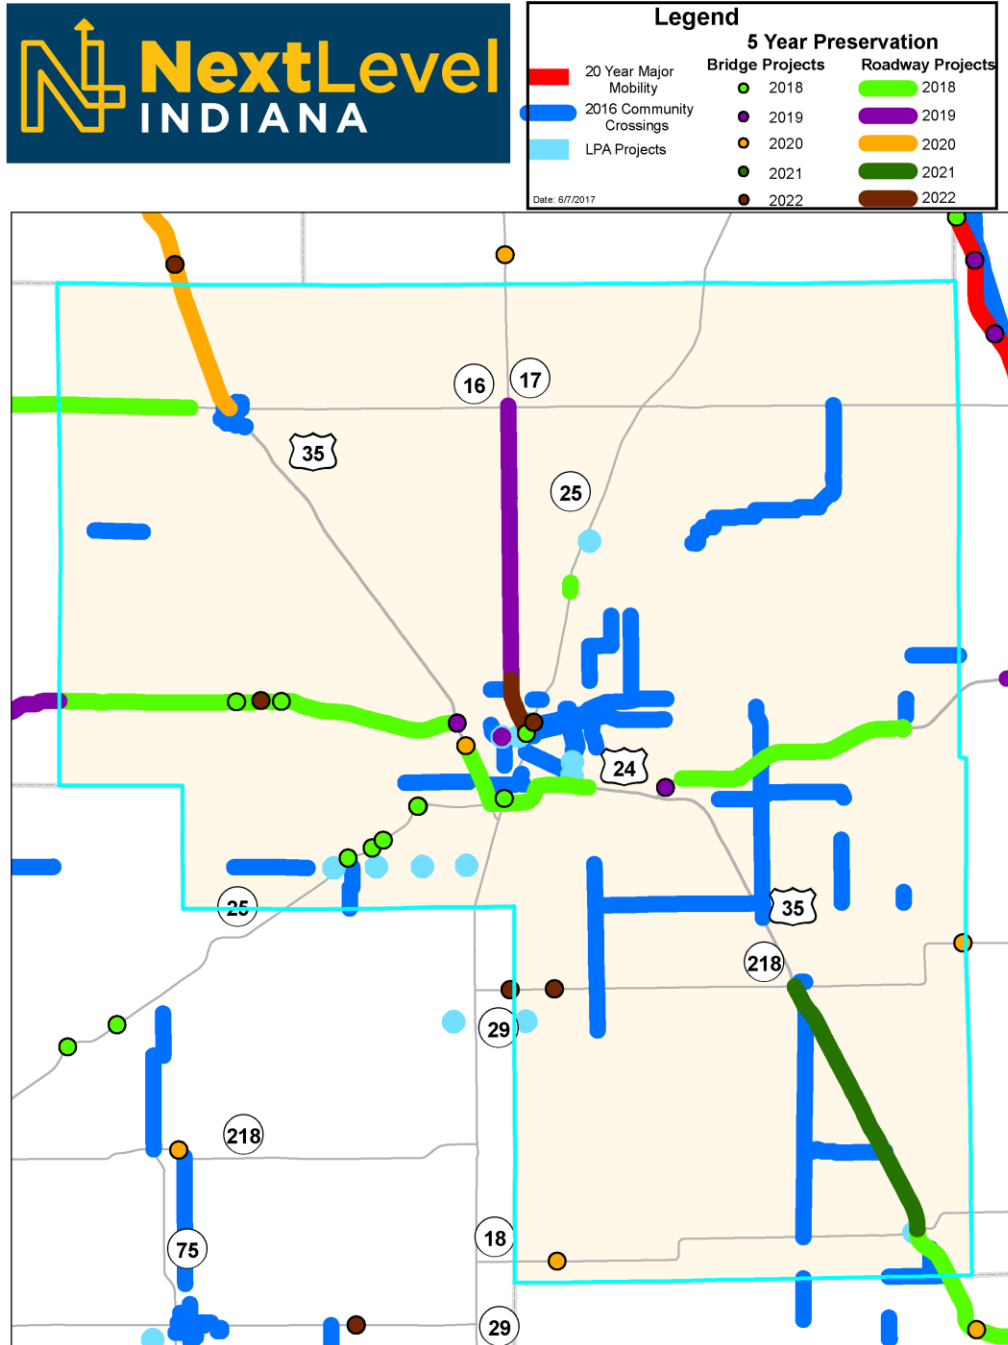 NextLevel
INDIANA
Legend
5 Year Preservation
Bridge Projects
Roadway Projects
20 Year Major
Mobility
2016 Community
Crossings
LPA Projects
2018
2019
2020
2021
2022
2018
2019
2020
2021
2022
Date: 6/7/2017
16
17
35
25
24
25
35
218
29
218
18
75
29